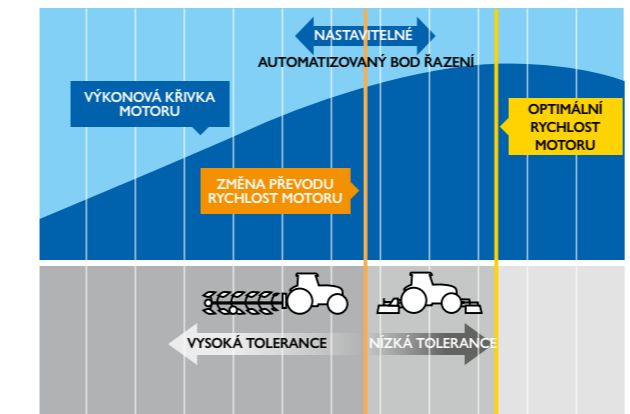 NASTAVITELNÉ
AUTOMATIZOVANÝ BOD ŘAZENÍ
VÝKONOVÁ KŘIVKA
MOTORU
OPTIMÁLNÍ
RYCHLOST
MOTORU
ZMĚNA PŘEVODU
RYCHLOST MOTORU
VYSOKÁ TOLERANCE
NÍZKÁ TOLERANCE